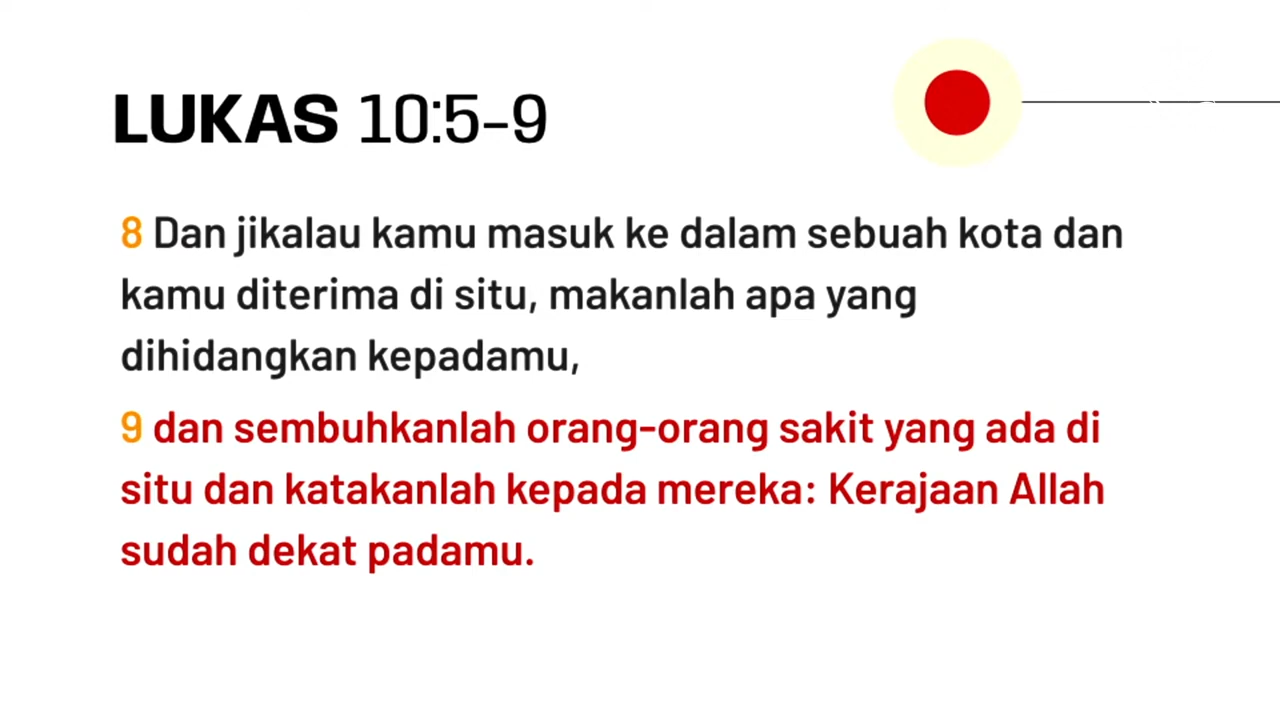 LUKAS 10:5-9
8 Dan jikalau kamu masuk ke dalam sebuah kota dan
kamu diterima di situ, makanlah apa yang
dihidangkan kepadamu,
9 dan sembuhkanlah orang-orang sakit yang ada di
situ dan katakanlah kepada mereka: Kerajaan Allah
sudah dekat padamu.